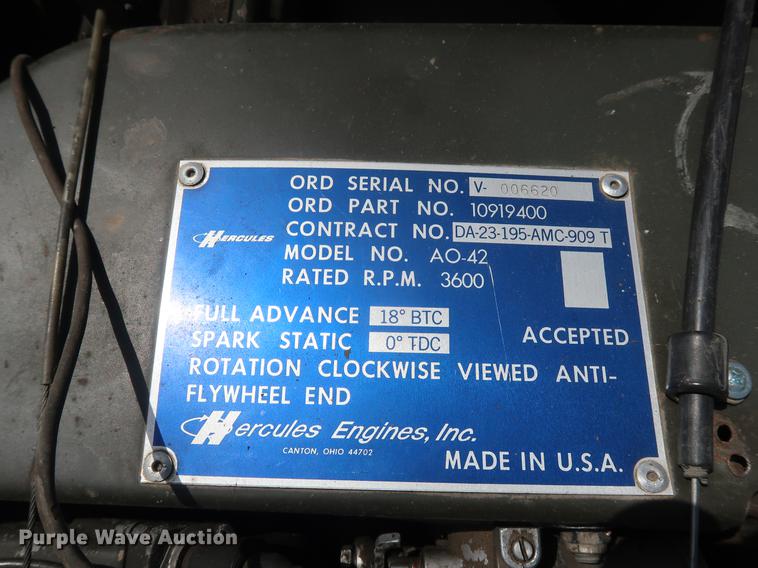 ORD SERIAL NO. V- 006620
ORD PART NO. 10919400
HERCULES CONTRACT NO. DA-23-195-AMC-909 T
MODEL NO. AO-42
RATED R.P.M. 3600
FULL ADVANCE 18° BTC
SPARK STATIC 0° TDC ACCEPTED
ROTATION CLOCKWISE VIEWED ANTI-
FLYWHEEL END
Hercules Engines, Inc.
CANTON, OHIO 44702
MADE IN U.S.A.
Purple Wave Auction